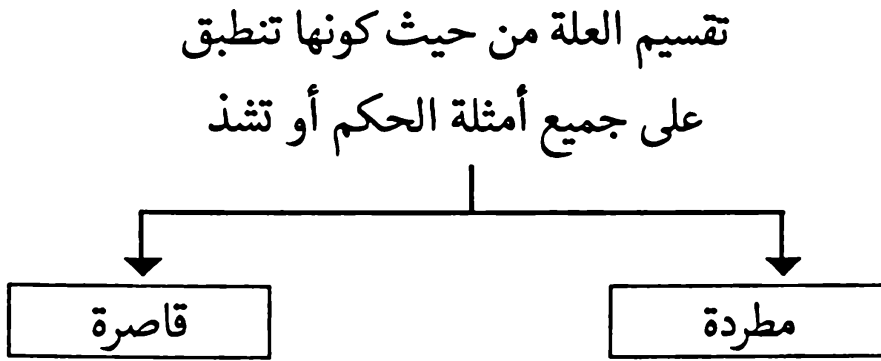 تقسيم العلة من حيث كونها تنطبق
على جميع أمثلة الحكم أو تشذ
مطردة
قاصرة